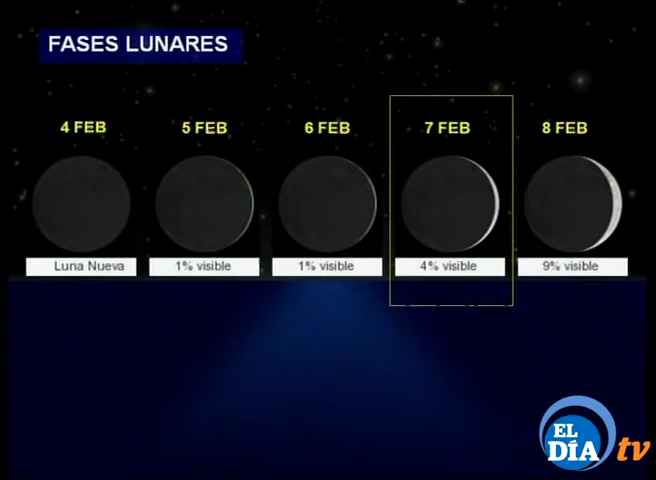 FASES LUNARES
4 FEB
5 FEB
6 FEB
7 FEB
8 FEB
Luna Nueva
1% visible
1% visible
4% visible
9% visible
EL
DÍA tv